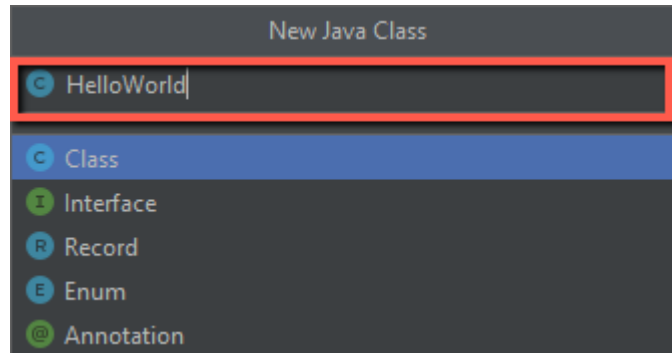 New Java Class
C HelloWorld
C Class
I Interface
R Record
E Enum
@ Annotation